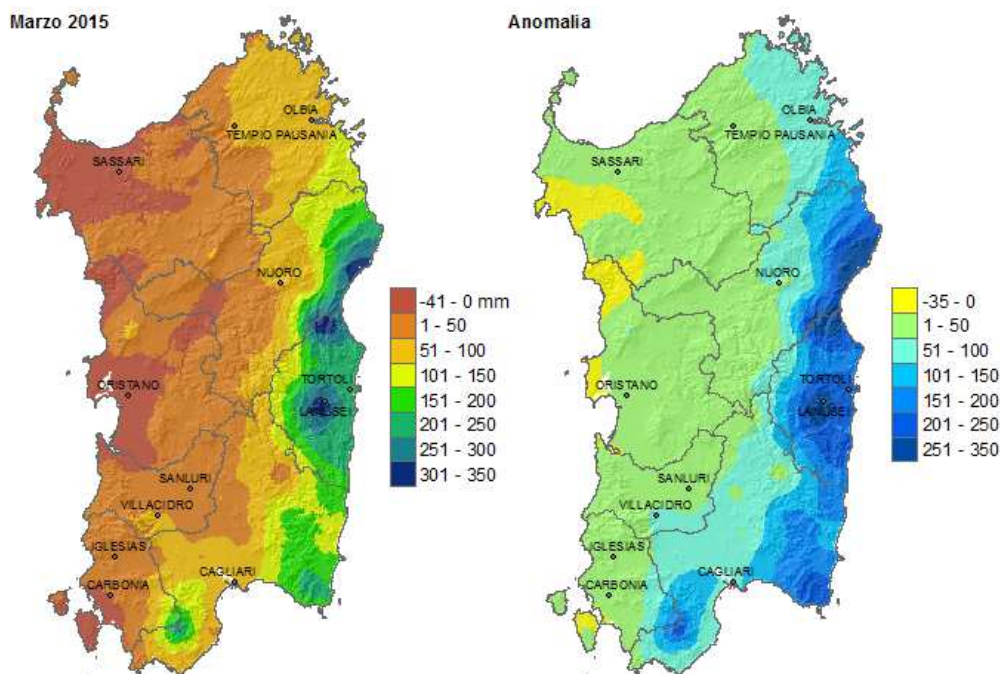 Marzo 2015
OLBIA
TEMPIO PAUSANIA
SASSARI
NUORO
ORISTANO
TORTOLI
LANUSEI
SANLURI
VILLACIDRO
IGLESIAS
CARBONIA
CAGLIARI
-41 - 0 mm
1 - 50
51 - 100
101 - 150
151 - 200
201 - 250
251 - 300
301 - 350
Anomalia
OLBIA
TEMPIO PAUSANIA
SASSARI
NUORO
ORISTANO
TORTOLI
LANUSEI
SANLURI
VILLACIDRO
IGLESIAS
CARBONIA
CAGLIARI
-35 - 0
1 - 50
51 - 100
101 - 150
151 - 200
201 - 250
251 - 350